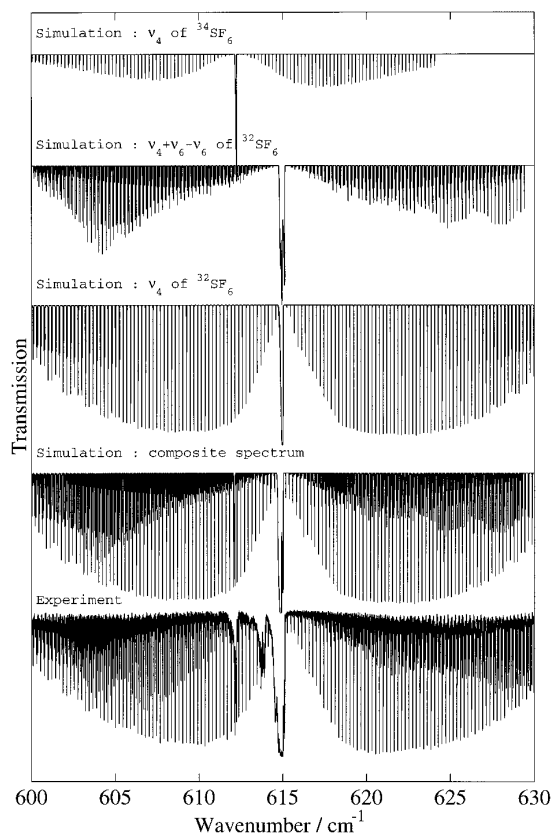 Simulation : ν₄ of ³⁴SF₆
Simulation : ν₄+ν₆-ν₆ of ³²SF₆
Simulation : ν₄ of ³²SF₆
Simulation : composite spectrum
Experiment
Transmission
600 605 610 615 620 625 630
Wavenumber / cm⁻¹